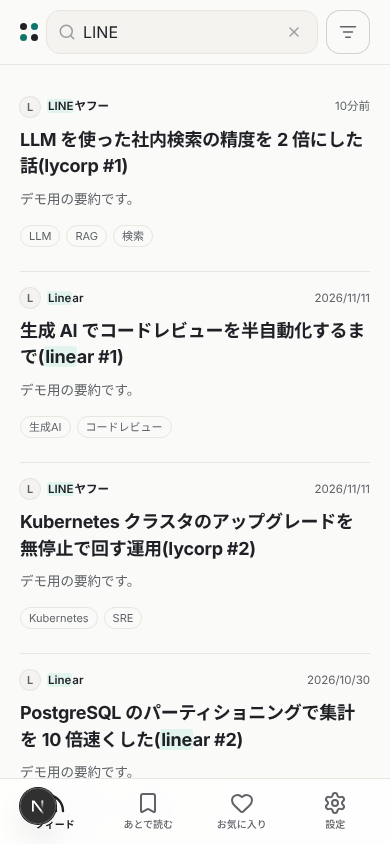 LINE
L LINEヤフー 10分前
LLM を使った社内検索の精度を 2 倍にした
話(lycorp #1)
デモ用の要約です。
LLM RAG 検索
L Linear 2026/11/11
生成 AI でコードレビューを半自動化するま
で(linear #1)
デモ用の要約です。
生成AI コードレビュー
L LINEヤフー 2026/11/11
Kubernetes クラスタのアップグレードを
無停止で回す運用(lycorp #2)
デモ用の要約です。
Kubernetes SRE
L Linear 2026/10/30
PostgreSQL のパーティショニングで集計
を 10 倍速くした(linear #2)
デモ用の要約です。
N
フィード あとで読む お気に入り 設定